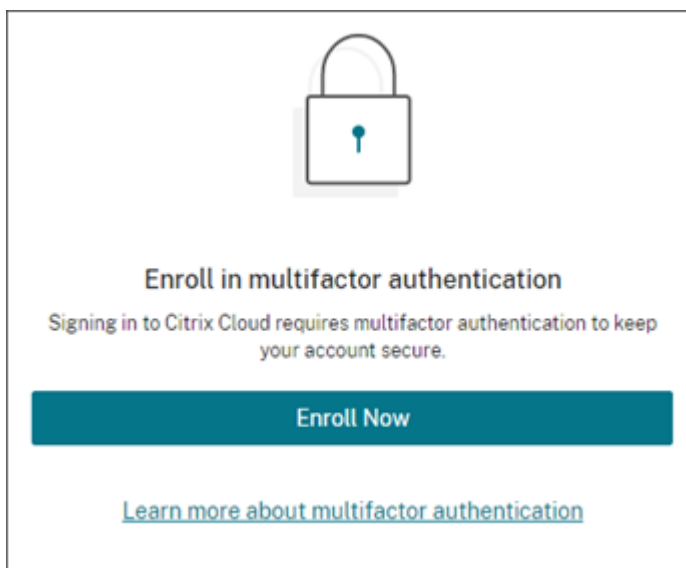 Enroll in multifactor authentication
Signing in to Citrix Cloud requires multifactor authentication to keep
your account secure.
Enroll Now
Learn more about multifactor authentication